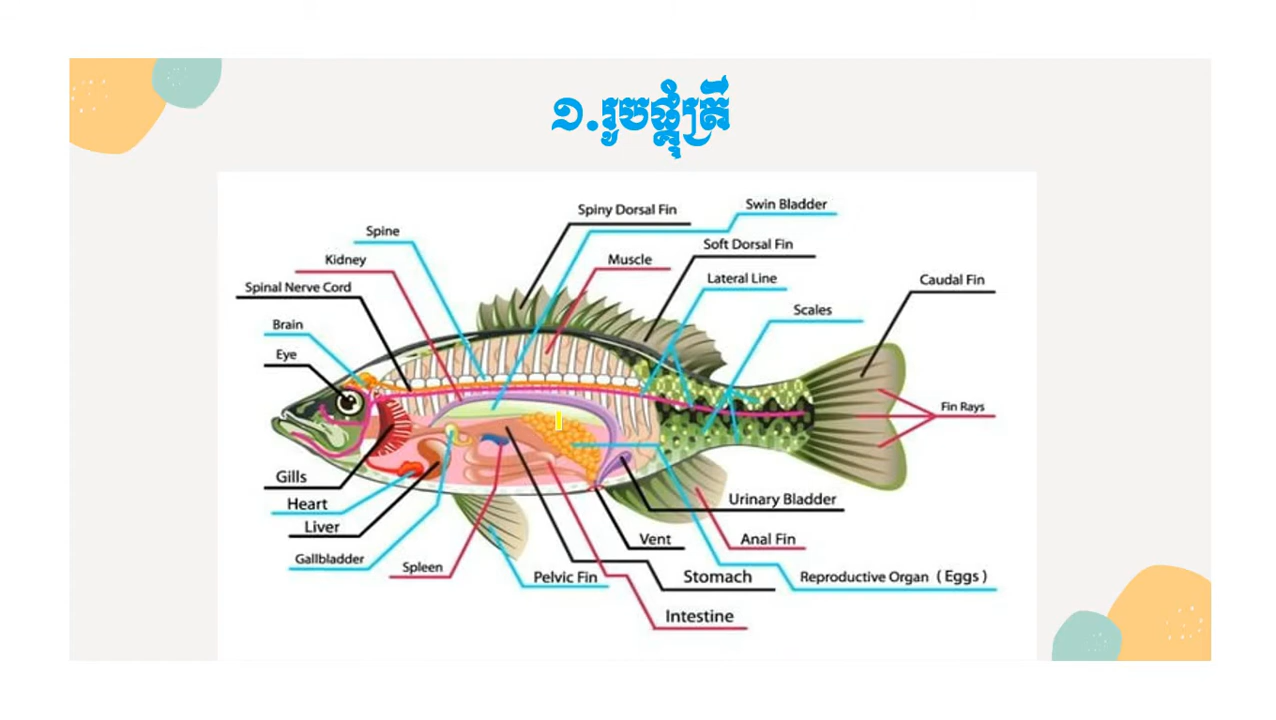 ១.រូបផ្គុំត្រី
Spiny Dorsal Fin
Swin Bladder
Spine
Soft Dorsal Fin
Kidney
Muscle
Lateral Line
Caudal Fin
Spinal Nerve Cord
Scales
Brain
Eye
Fin Rays
Gills
Heart
Urinary Bladder
Liver
Vent
Anal Fin
Gallbladder
Spleen
Pelvic Fin
Stomach
Reproductive Organ ( Eggs )
Intestine